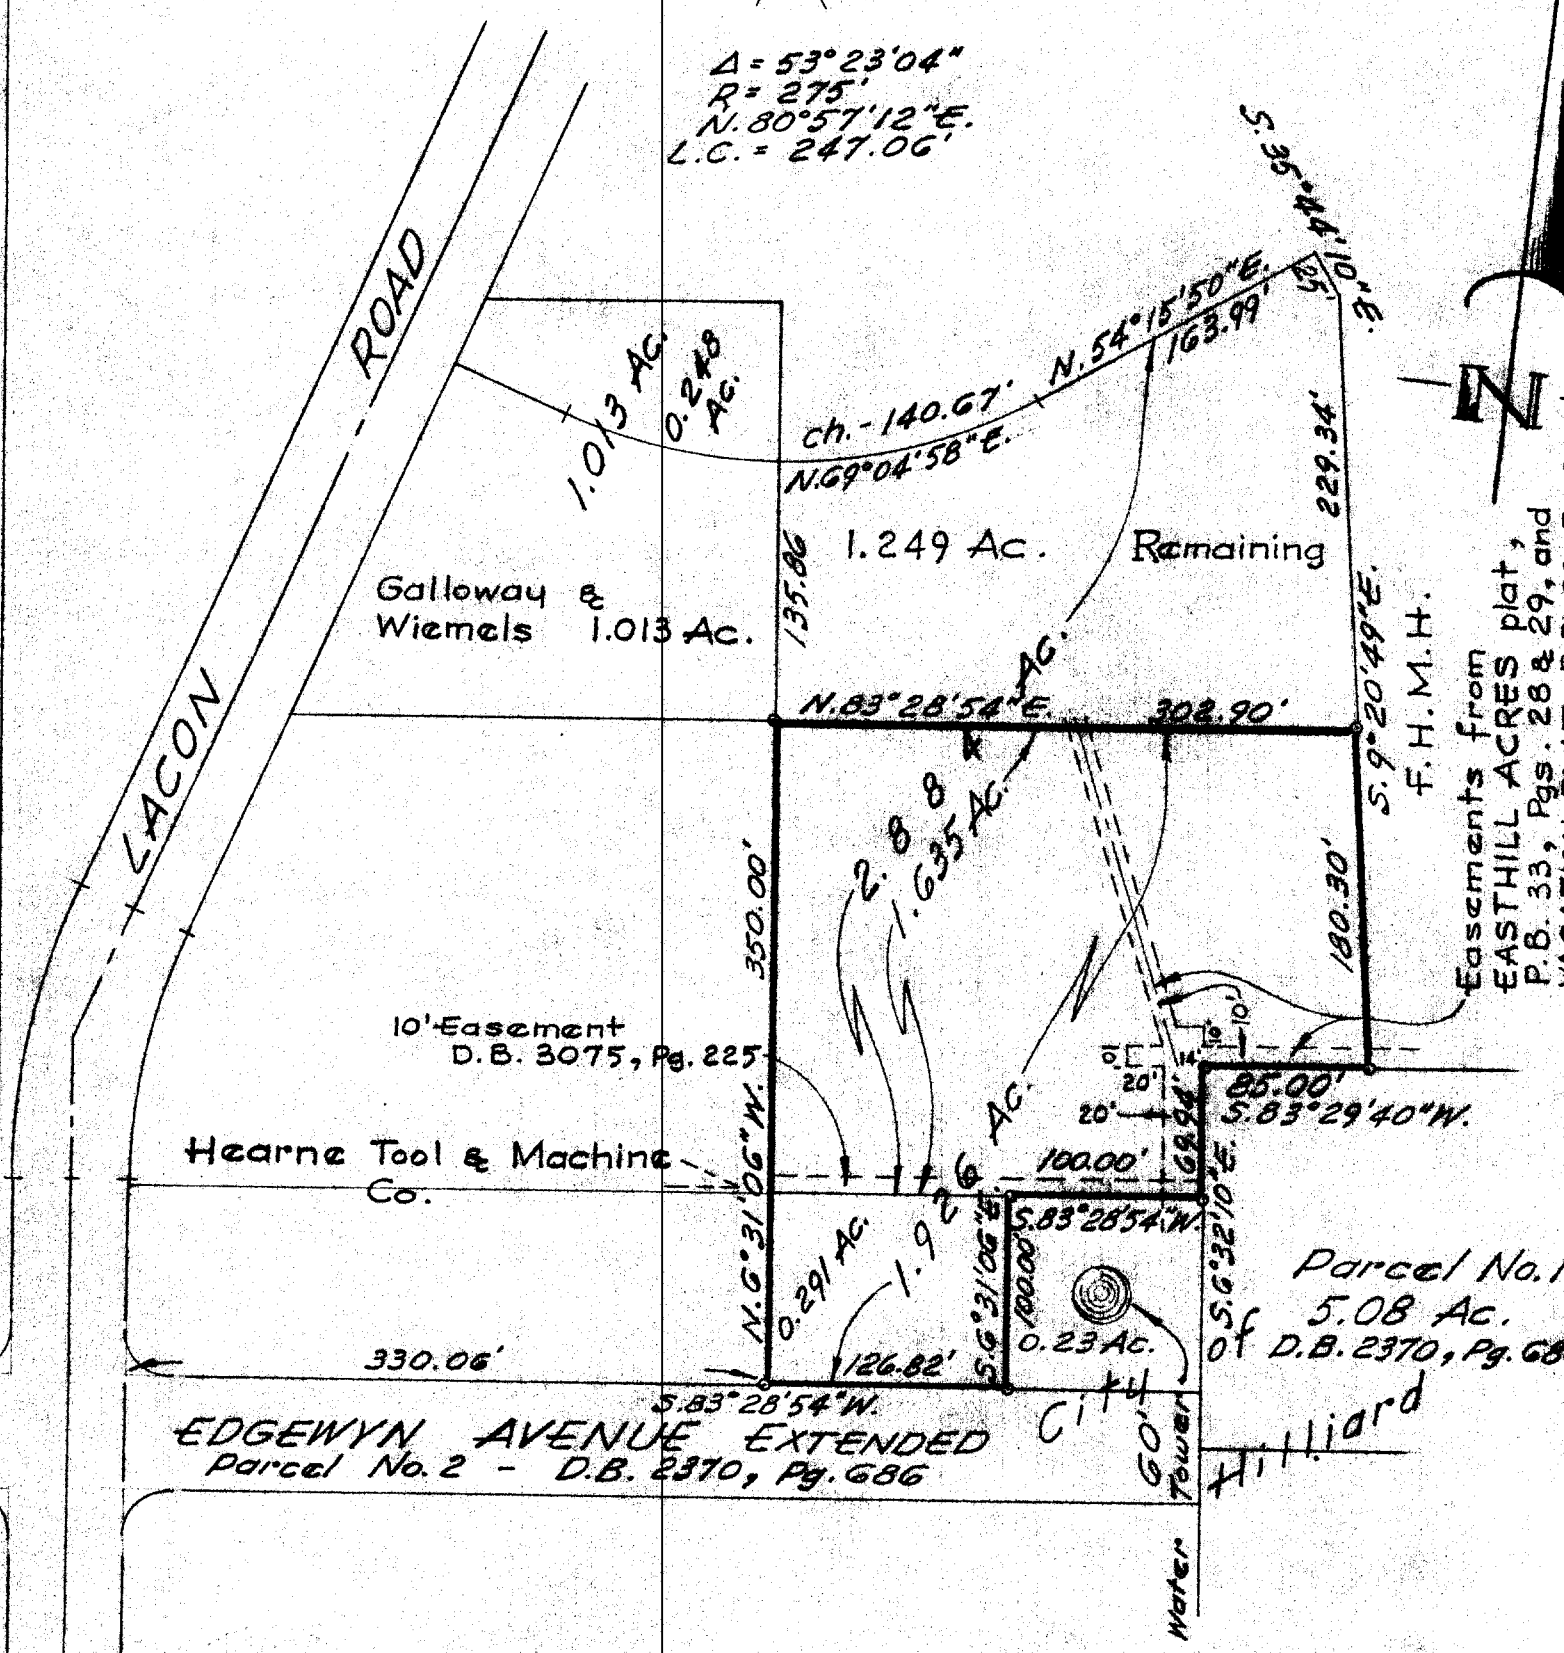 Δ = 53°23'04"
R = 275'
N. 80°57'12"E.
L.C. = 247.06'
S. 35°44'10"E.
25'
N. 54°15'50"E.
163.99'
ch. - 140.67'
N. 69°04'58"E.
1.013 Ac.
0.248
Ac.
LACON ROAD
N
229.34'
135.86
1.249 Ac. Remaining
Galloway &
Wiemels 1.013 Ac.
S. 9°20'49"E.
F. H. M. H.
Easements from
EASTHILL ACRES plat,
P.B. 33, Pgs. 28 & 29, and
N. 83°28'54"E. 302.90'
2.884 Ac.
1.635 Ac.
350.00'
180.30'
10' Easement
D.B. 3075, Pg. 225
10'
10'
14'
20'
20'
69.94'
85.00'
S. 83°29'40"W.
Hearne Tool & Machine
Co.
N. 6°31'06" W.
100.00'
S. 83°28'54"W.
1.926 Ac.
0.291 Ac.
S. 6°31'06"E.
100.00'
S. 6°32'10"E.
0.23 Ac.
Parcel No. 1
5.08 Ac.
of D.B. 2370, Pg. 68
330.06'
126.82'
S. 83°28'54"W.
City Hilliard
EDGEWYN AVENUE EXTENDED
Parcel No. 2 - D.B. 2370, Pg. 686
60'
Water Tower